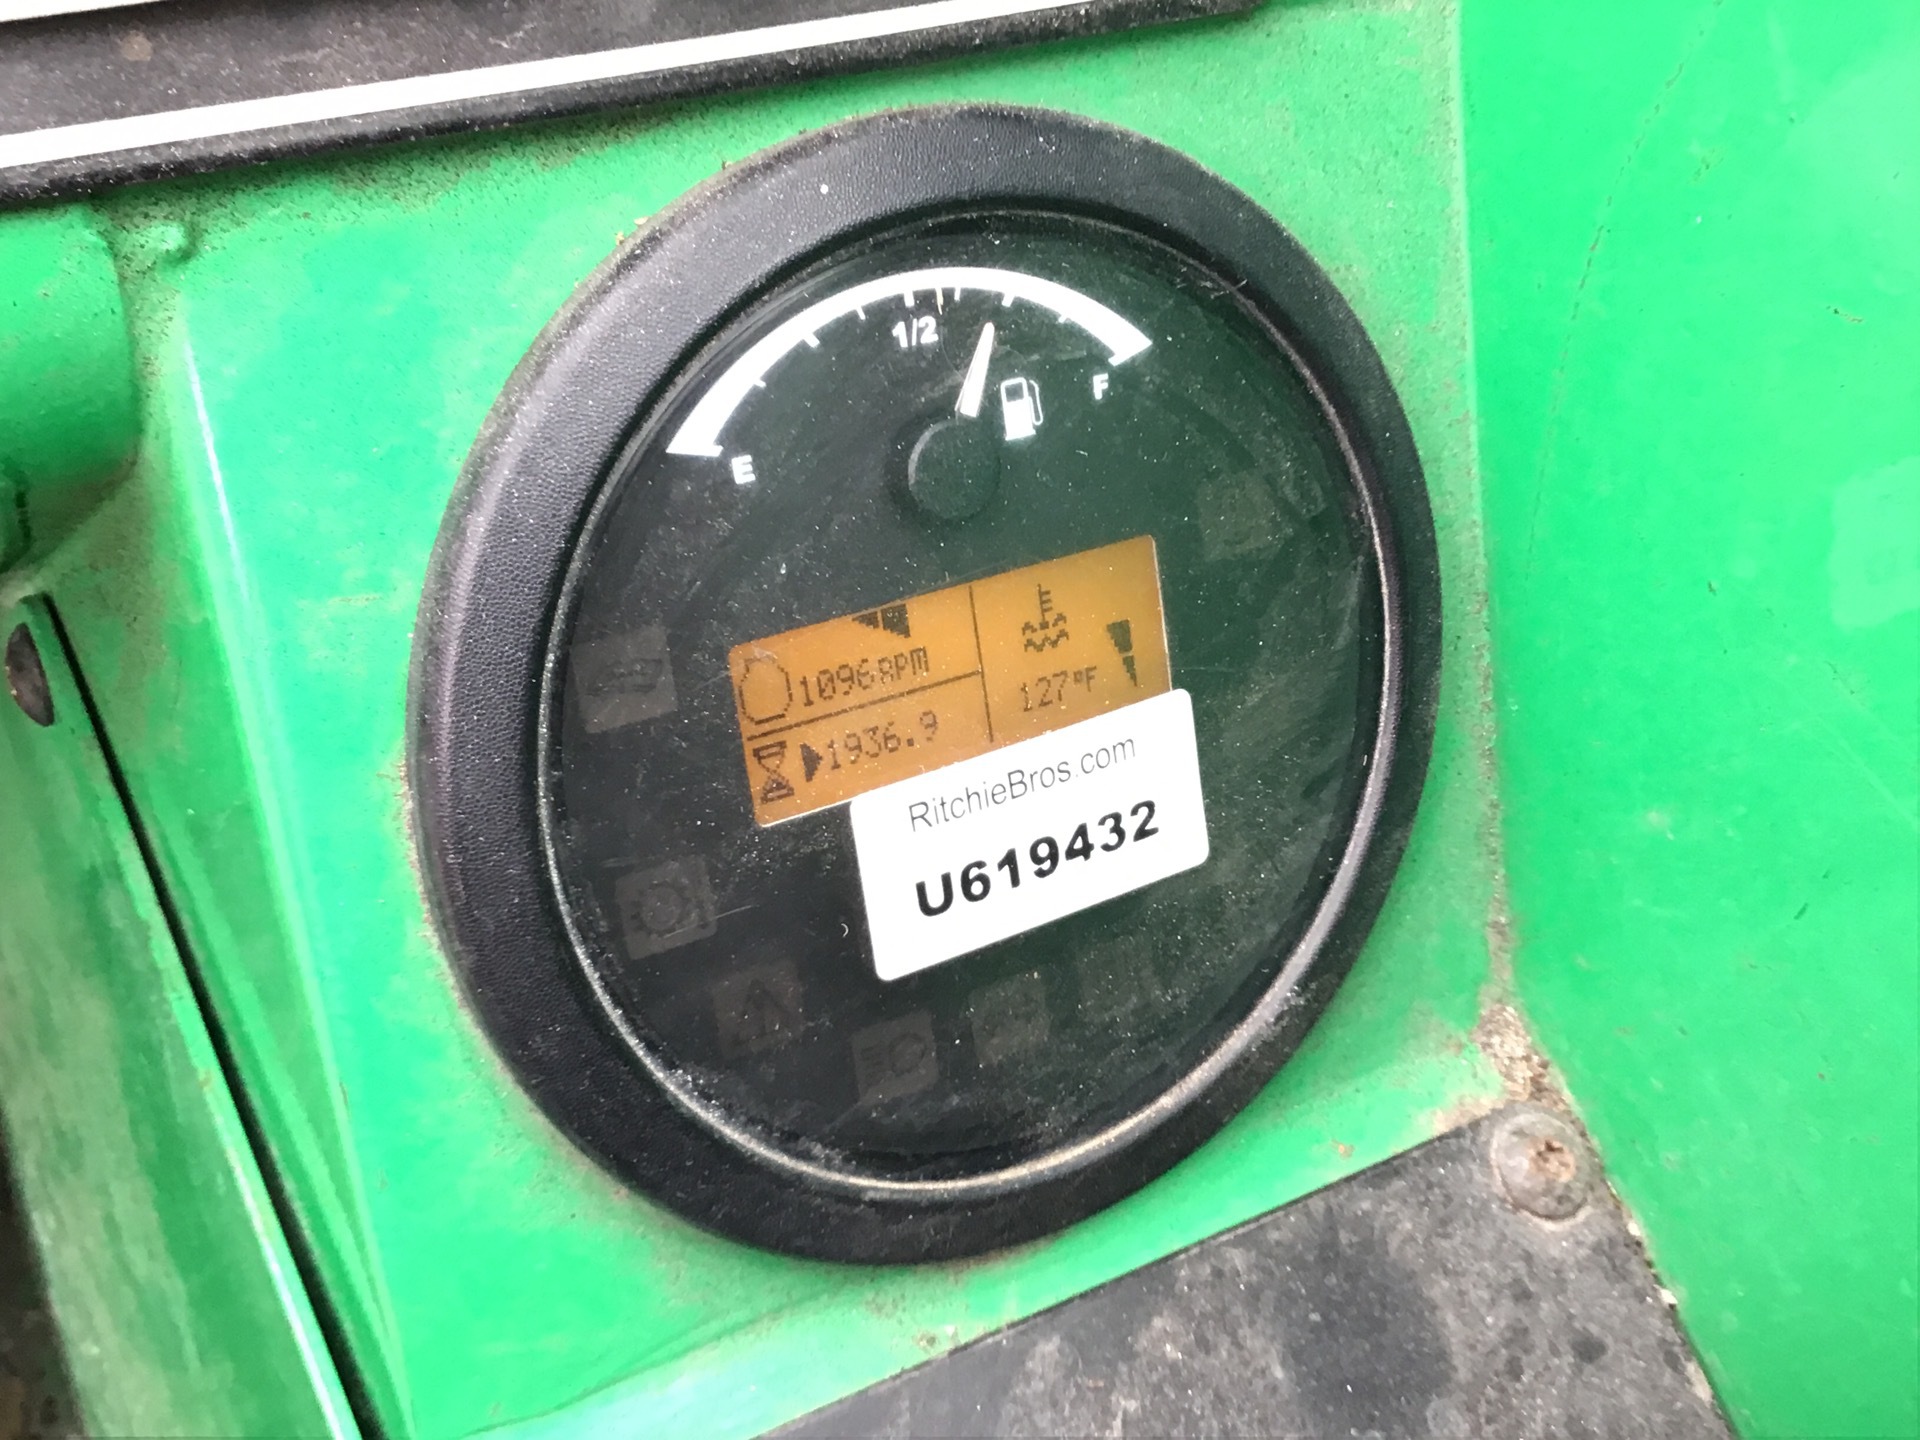 1/2
E
F
1096RPM
127°F
1936.9
RitchieBros.com
U619432